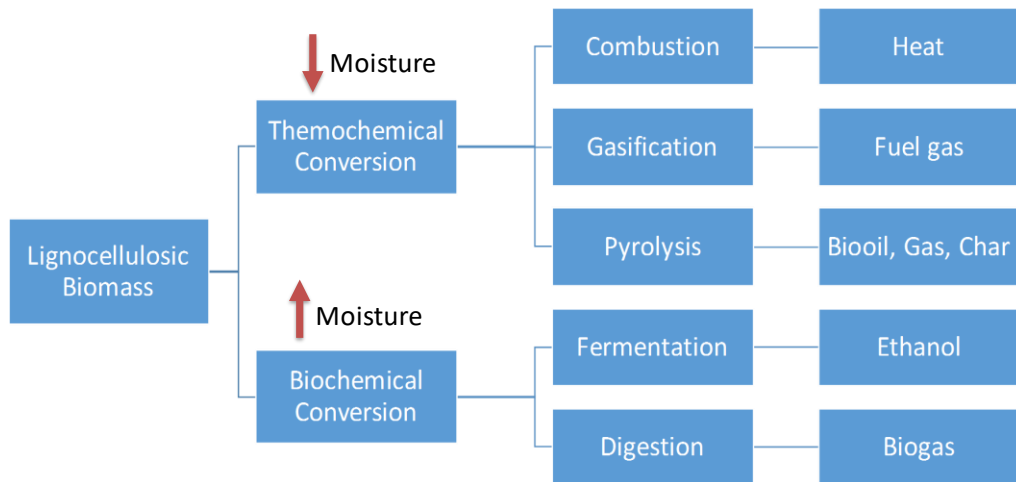 Moisture
Themochemical
Conversion
Lignocellulosic
Biomass
Moisture
Biochemical
Conversion
Combustion
Heat
Gasification
Fuel gas
Pyrolysis
Biooil, Gas, Char
Fermentation
Ethanol
Digestion
Biogas